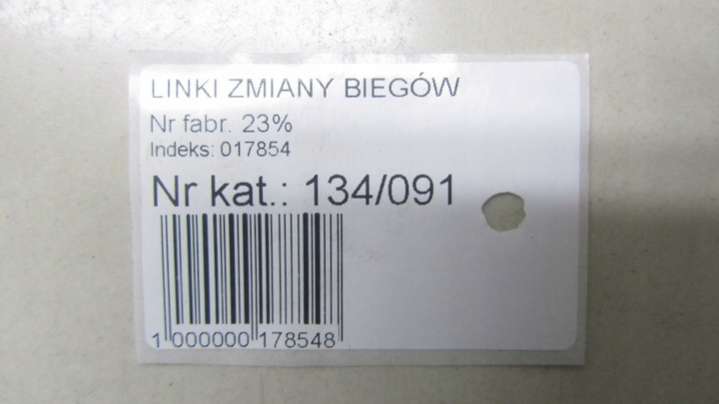 LINKI ZMIANY BIEGÓW
Nr fabr. 23%
Indeks: 017854
Nr kat.: 134/091
1 000000 178548